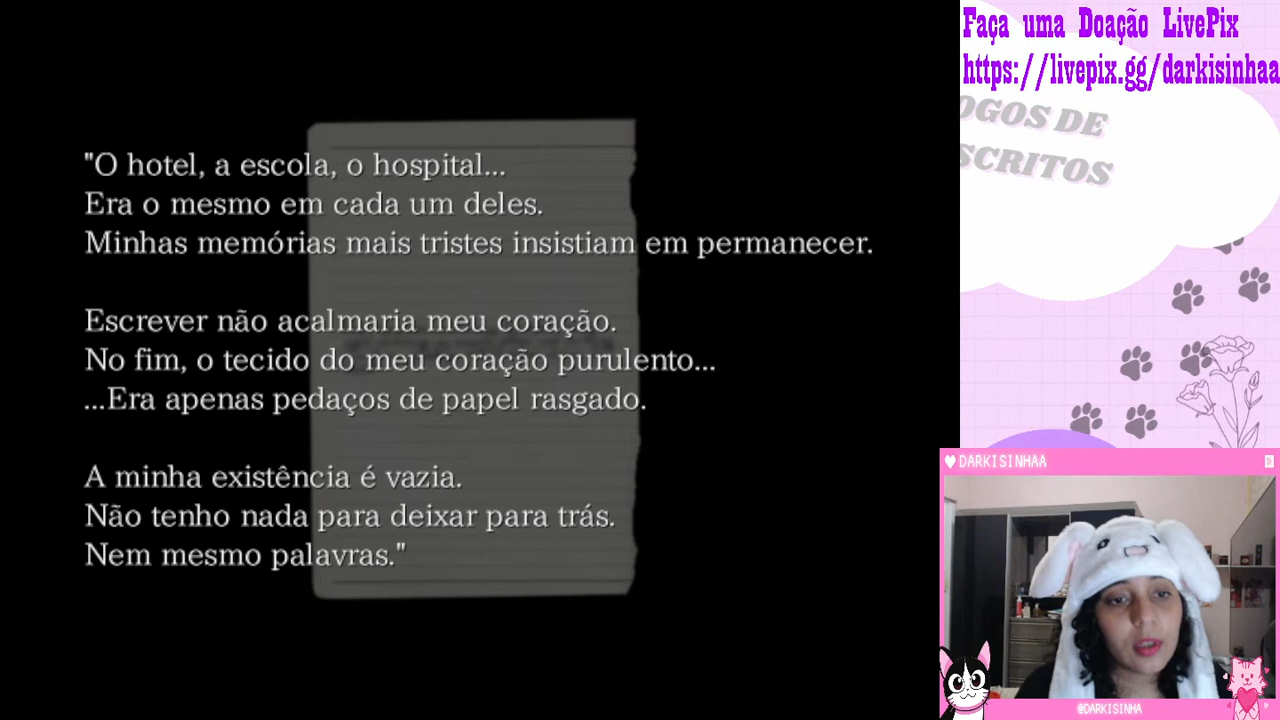 "O hotel, a escola, o hospital...
Era o mesmo em cada um deles.
Minhas memórias mais tristes insistiam em permanecer.
Escrever não acalmaria meu coração.
No fim, o tecido do meu coração purulento...
...Era apenas pedaços de papel rasgado.
A minha existência é vazia.
Não tenho nada para deixar para trás.
Nem mesmo palavras."
Faça uma Doação LivePix
https://livepix.gg/darkisinhaa
OGOS DE
SCRITOS
DARKISINHAA
@DARKISINHA